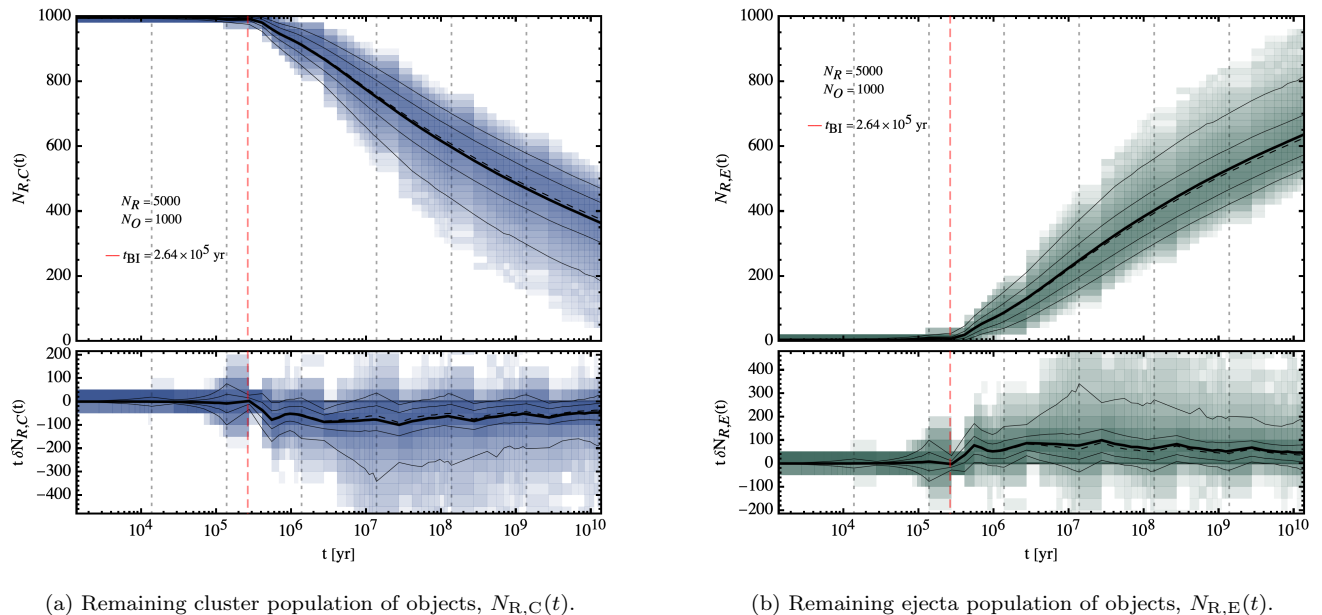 1000
800
600
400
200
0
N_{R,C}(t)
N_R = 5000
N_O = 1000
t_{BI} = 2.64 × 10^5 yr
200
100
0
-100
-200
-300
-400
t δN_{R,C}(t)
10^4 10^5 10^6 10^7 10^8 10^9 10^{10}
t [yr]
(a) Remaining cluster population of objects, N_{R,C}(t).
1000
800
600
400
200
0
N_{R,E}(t)
N_R = 5000
N_O = 1000
t_{BI} = 2.64 × 10^5 yr
400
300
200
100
0
-100
-200
t δN_{R,E}(t)
10^4 10^5 10^6 10^7 10^8 10^9 10^{10}
t [yr]
(b) Remaining ejecta population of objects, N_{R,E}(t).